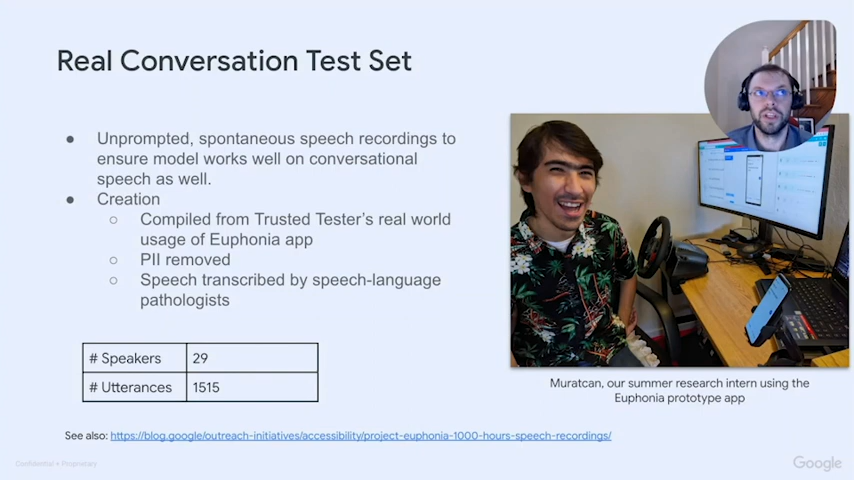 Real Conversation Test Set
● Unprompted, spontaneous speech recordings to
ensure model works well on conversational
speech as well.
● Creation
○ Compiled from Trusted Tester's real world
usage of Euphonia app
○ PII removed
○ Speech transcribed by speech-language
pathologists
# Speakers 29
# Utterances 1515
Muratcan, our summer research intern using the
Euphonia prototype app
See also: https://blog.google/outreach-initiatives/accessibility/project-euphonia-1000-hours-speech-recordings/
Confidential + Proprietary
Google